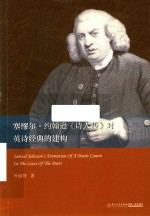 塞缪尔·约翰逊《诗人传》对
英诗经典的建构
Samuel Johnson's Formation Of A Poetic Canon
In The Lives Of The Poets
著